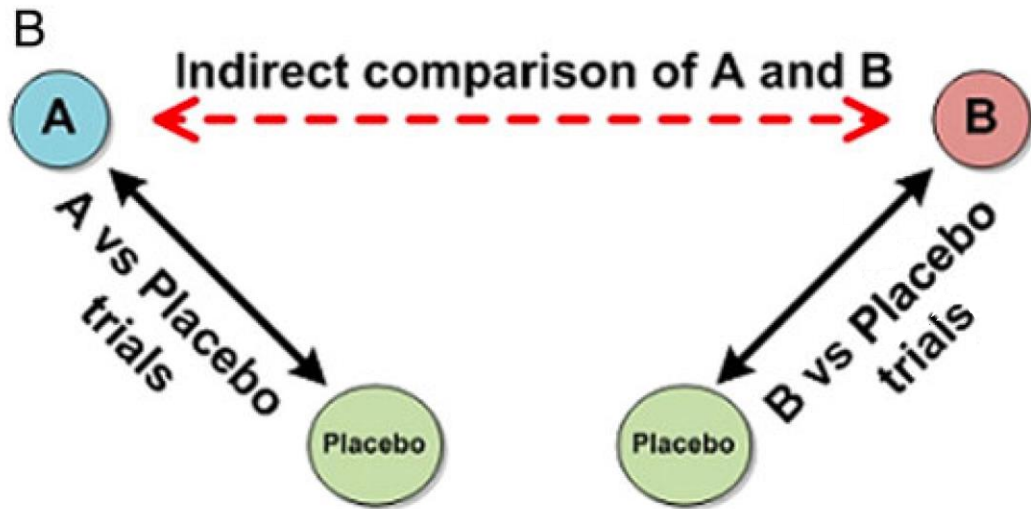 B
Indirect comparison of A and B
A
B
A vs Placebo
trials
B vs Placebo
trials
Placebo
Placebo